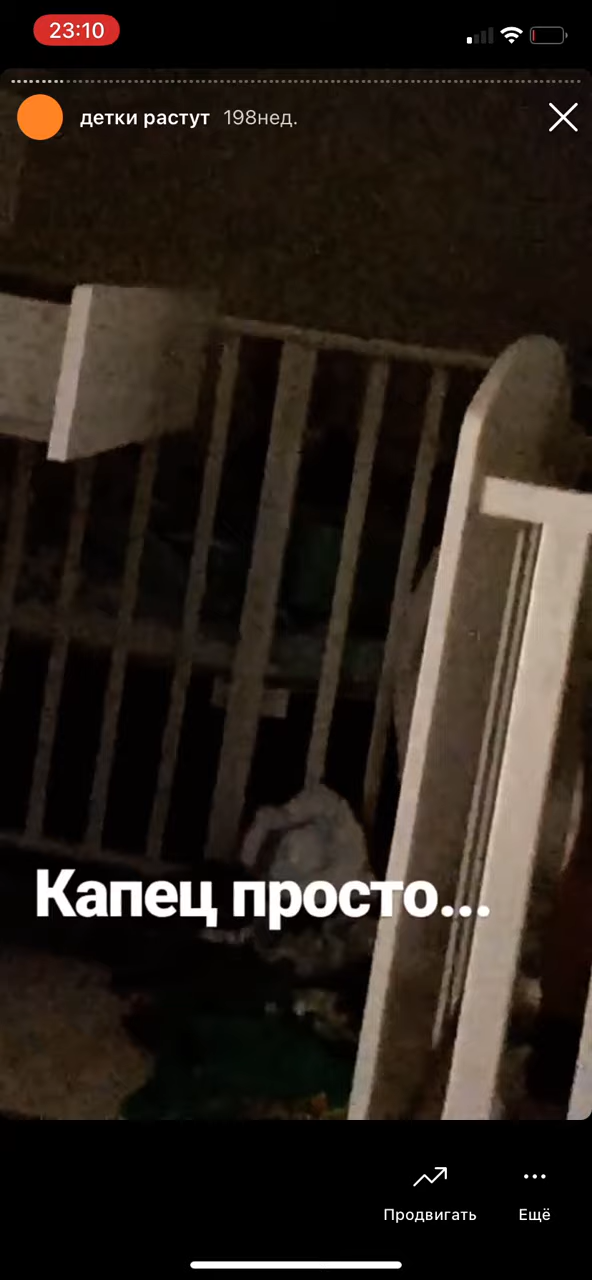 23:10
детки растут 198нед.
Капец просто...
Продвигать
Ещё